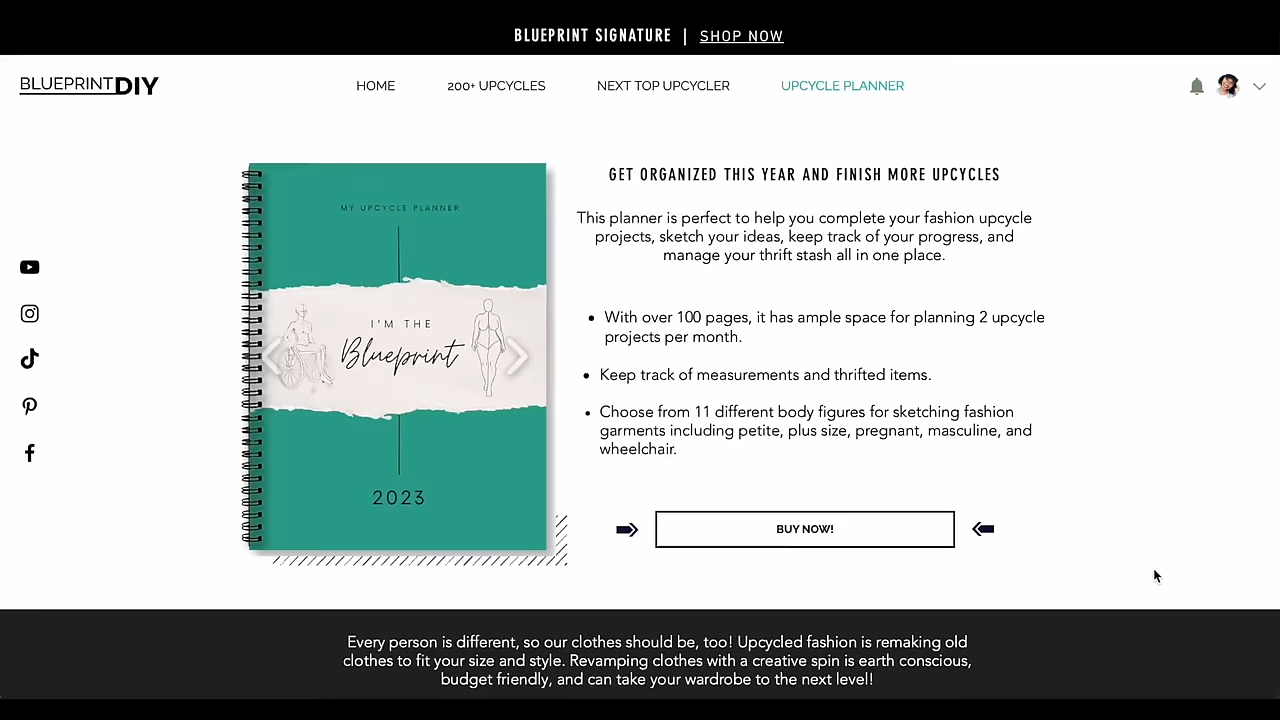 BLUEPRINT SIGNATURE | SHOP NOW
BLUEPRINTDIY
HOME
200+ UPCYCLES
NEXT TOP UPCYCLER
UPCYCLE PLANNER
MY UPCYCLE PLANNER
I'M THE
Blueprint
2023
GET ORGANIZED THIS YEAR AND FINISH MORE UPCYCLES
This planner is perfect to help you complete your fashion upcycle
projects, sketch your ideas, keep track of your progress, and
manage your thrift stash all in one place.
• With over 100 pages, it has ample space for planning 2 upcycle
projects per month.
• Keep track of measurements and thrifted items.
• Choose from 11 different body figures for sketching fashion
garments including petite, plus size, pregnant, masculine, and
wheelchair.
BUY NOW!
Every person is different, so our clothes should be, too! Upcycled fashion is remaking old
clothes to fit your size and style. Revamping clothes with a creative spin is earth conscious,
budget friendly, and can take your wardrobe to the next level!